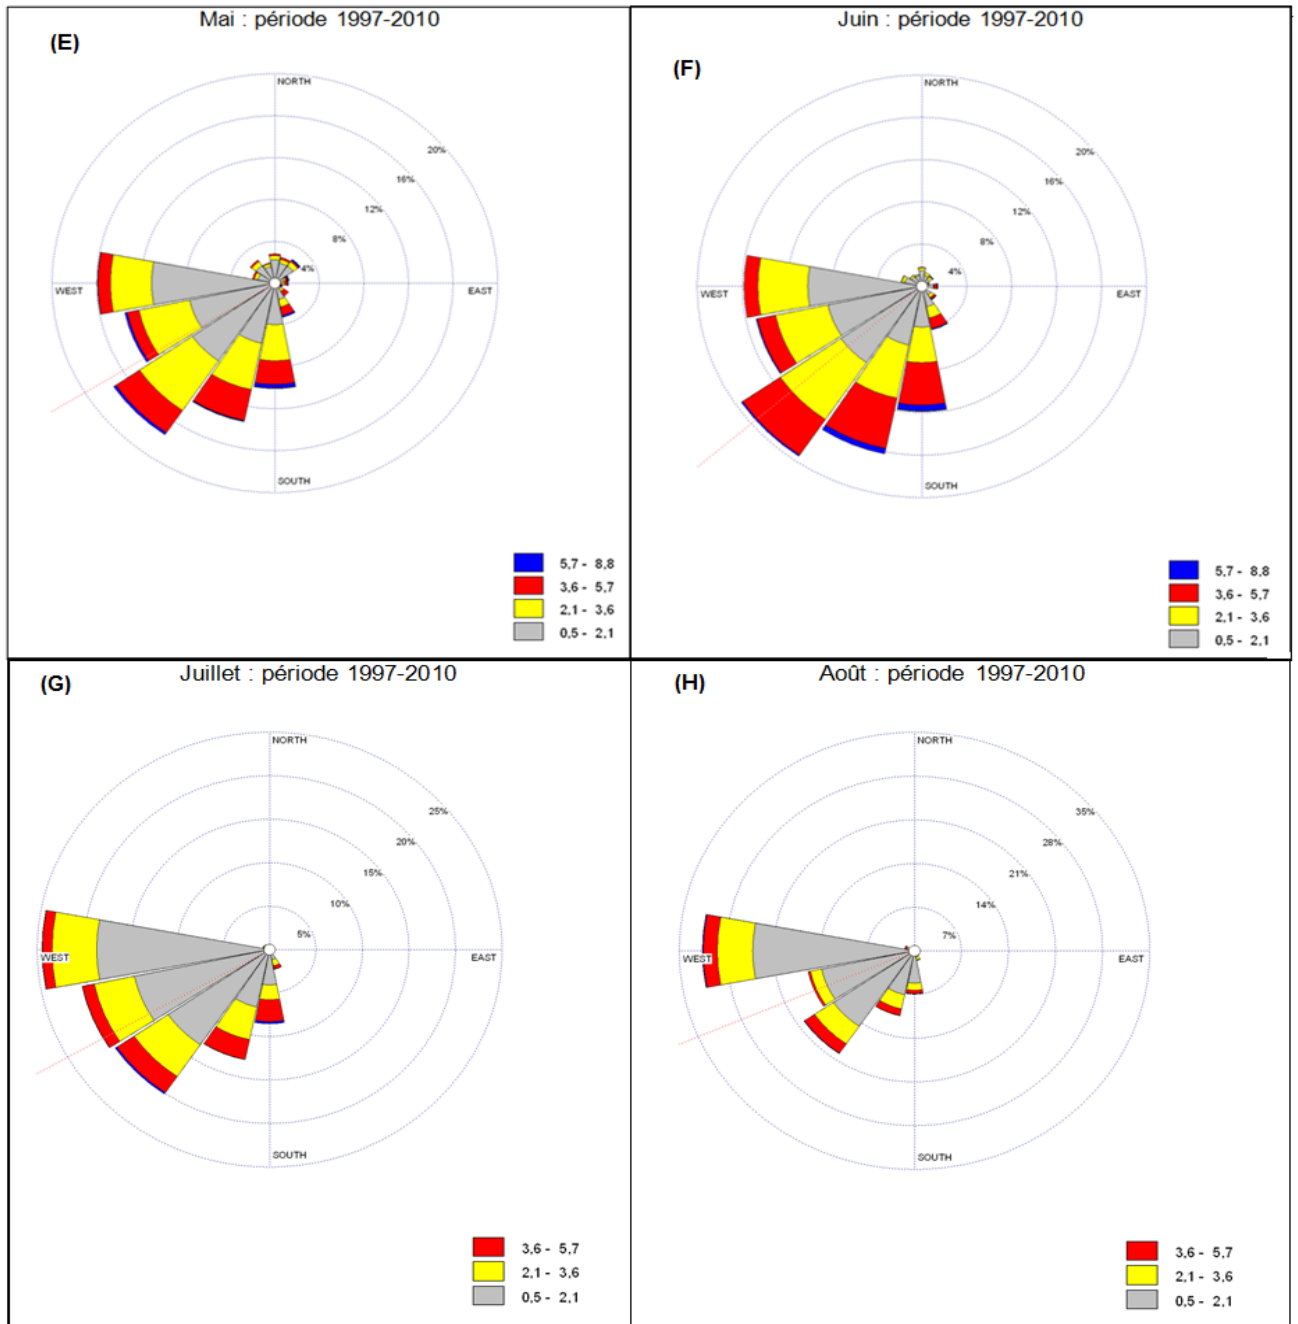 Mai : période 1997-2010
(E)
NORTH
20%
16%
12%
8%
4%
WEST
EAST
SOUTH
5,7 - 8,8
3,6 - 5,7
2,1 - 3,6
0,5 - 2,1
Juin : période 1997-2010
(F)
NORTH
20%
16%
12%
8%
4%
WEST
EAST
SOUTH
5,7 - 8,8
3,6 - 5,7
2,1 - 3,6
0,5 - 2,1
Juillet : période 1997-2010
(G)
NORTH
25%
20%
15%
10%
5%
WEST
EAST
SOUTH
3,6 - 5,7
2,1 - 3,6
0,5 - 2,1
Août : période 1997-2010
(H)
NORTH
35%
28%
21%
14%
7%
WEST
EAST
SOUTH
3,6 - 5,7
2,1 - 3,6
0,5 - 2,1